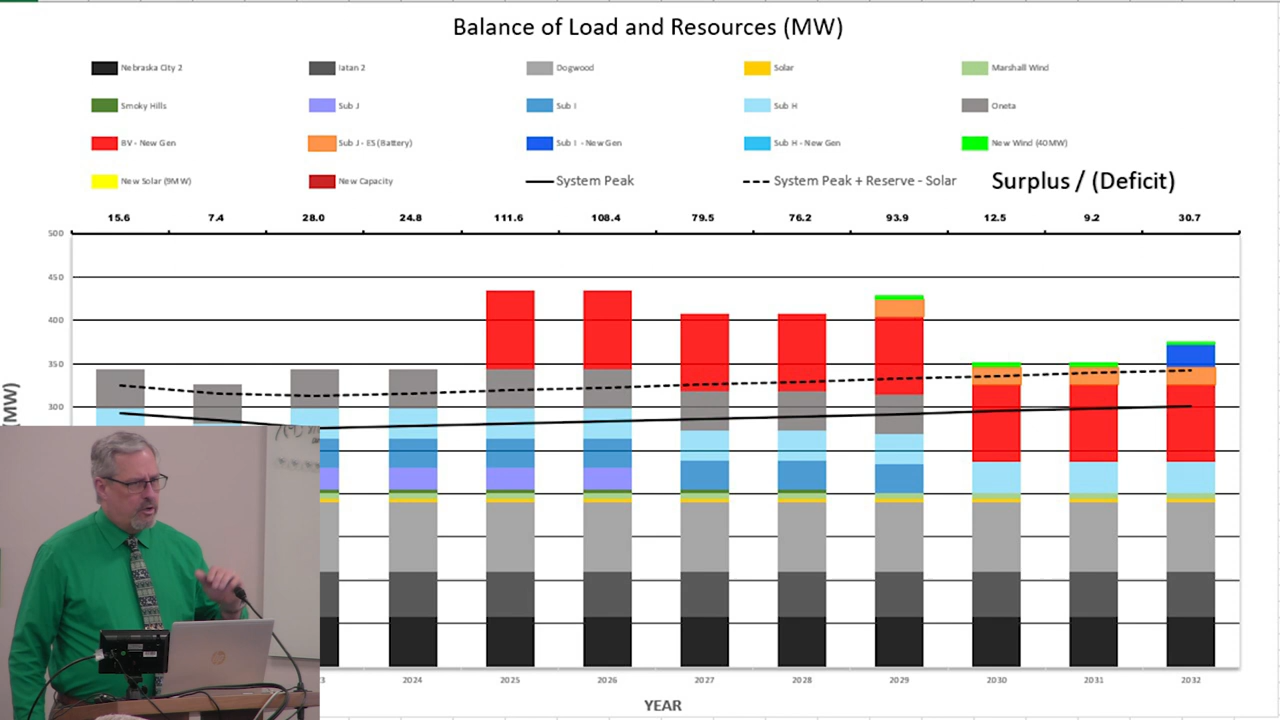 Balance of Load and Resources (MW)
Nebraska City 2
Iatan 2
Dogwood
Solar
Marshall Wind
Smoky Hills
Sub J
Sub I
Sub H
Oneta
BV - New Gen
Sub J - ES (Battery)
Sub I - New Gen
Sub H - New Gen
New Wind (40MW)
New Solar (9MW)
New Capacity
System Peak
System Peak + Reserve - Solar
Surplus / (Deficit)
15.6 7.4 28.0 24.8 111.6 108.4 79.5 76.2 93.9 12.5 9.2 30.7
500
450
400
350
300
(MW)
3 2024 2025 2026 2027 2028 2029 2030 2031 2032
YEAR
hp